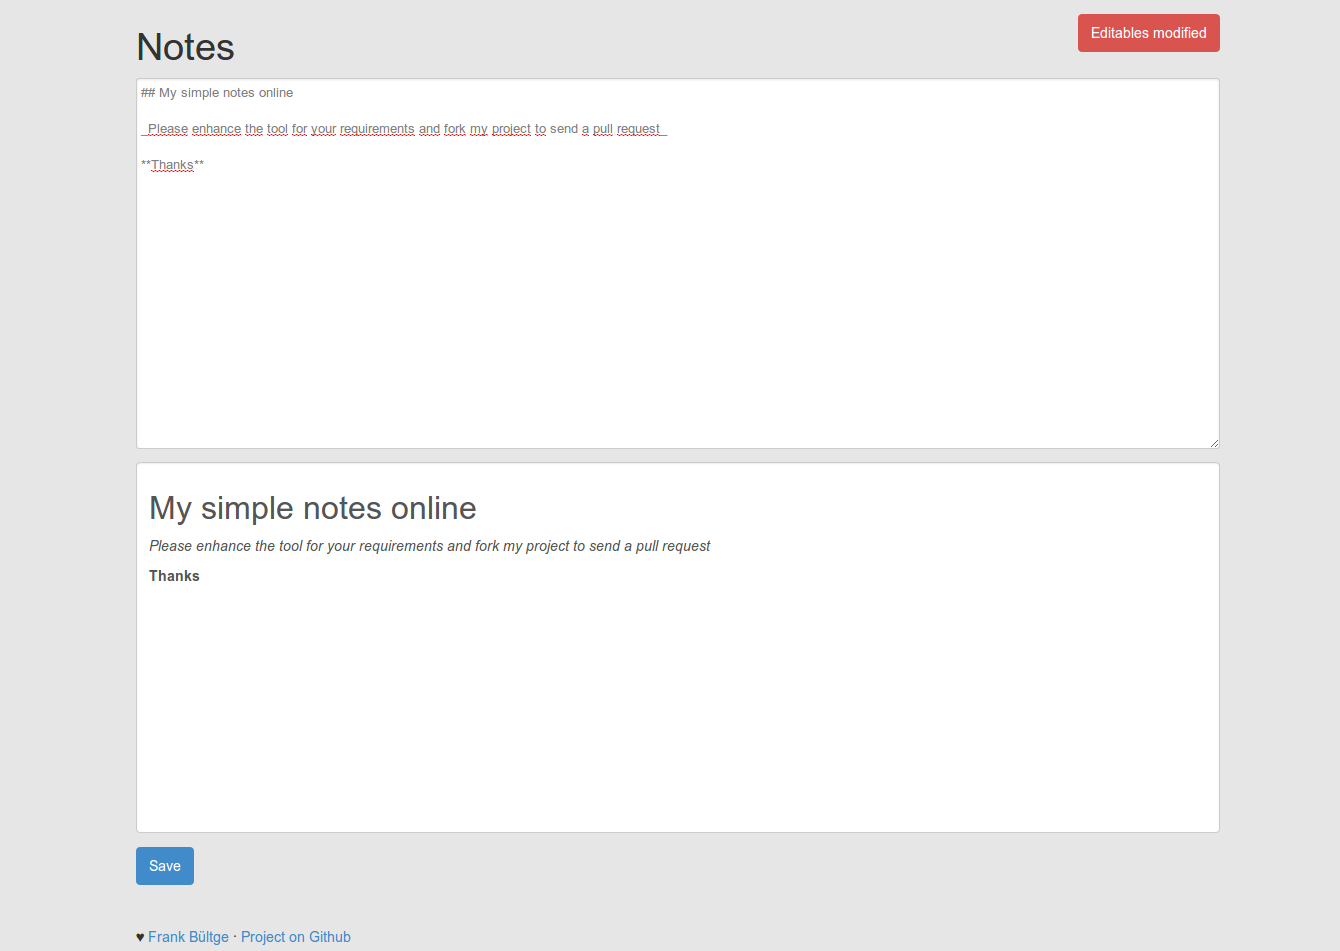 Notes
Editables modified
## My simple notes online
_Please enhance the tool for your requirements and fork my project to send a pull request_
**Thanks**
My simple notes online
Please enhance the tool for your requirements and fork my project to send a pull request
Thanks
Save
♥ Frank Bültge · Project on Github